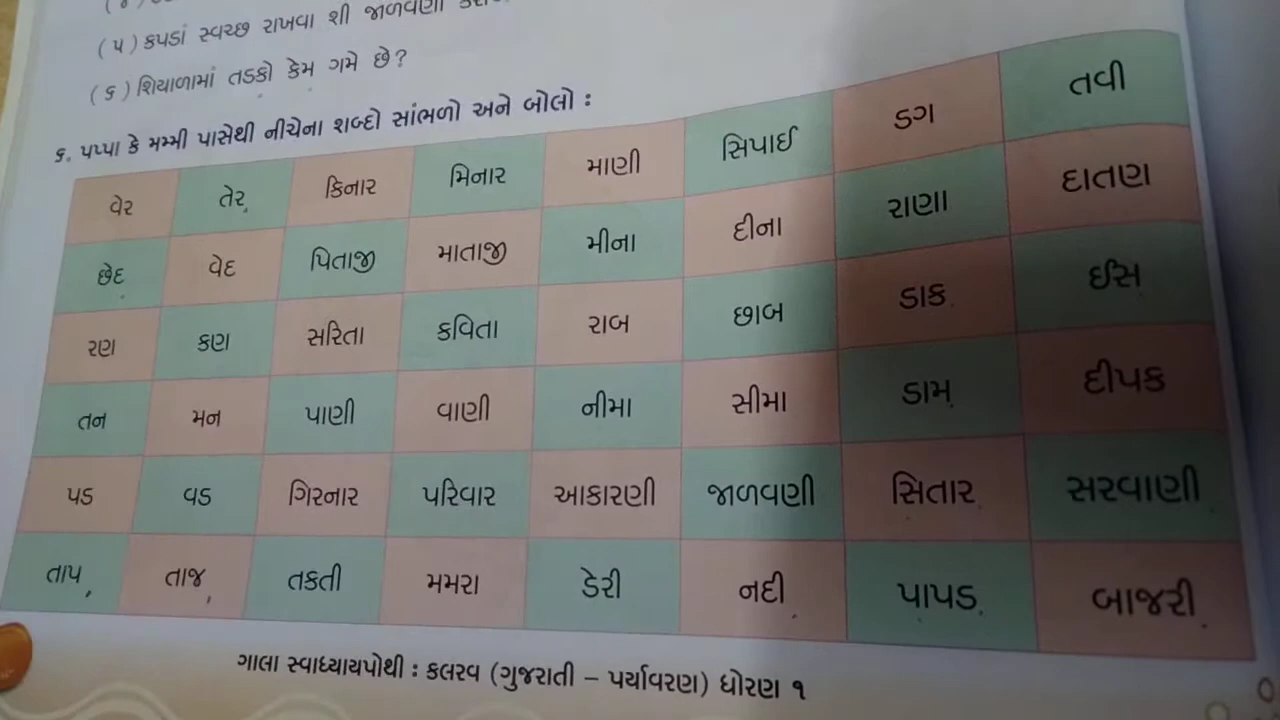 (૫) કપડાં સ્વચ્છ રાખવા શી જાળવણી
(૬) શિયાળામાં તડકો કેમ ગમે છે?
૬. પપ્પા કે મમ્મી પાસેથી નીચેના શબ્દો સાંભળો અને બોલો :
વેર તેર કિનાર મિનાર માણી સિપાઈ ડગ તવી
છેદ વેદ પિતાજી માતાજી મીના દીના રાણા દાતણ
રણ કણ સરિતા કવિતા રાબ છાબ ડાક ઈસ
તન મન પાણી વાણી નીમા સીમા ડામ દીપક
પડ વડ ગિરનાર પરિવાર આકારણી જાળવણી સિતાર સરવાણી
તાપ તાજ તકતી મમરા ડેરી નદી પાપડ બાજરી
ગાલા સ્વાધ્યાયપોથી : કલરવ (ગુજરાતી – પર્યાવરણ) ધોરણ ૧